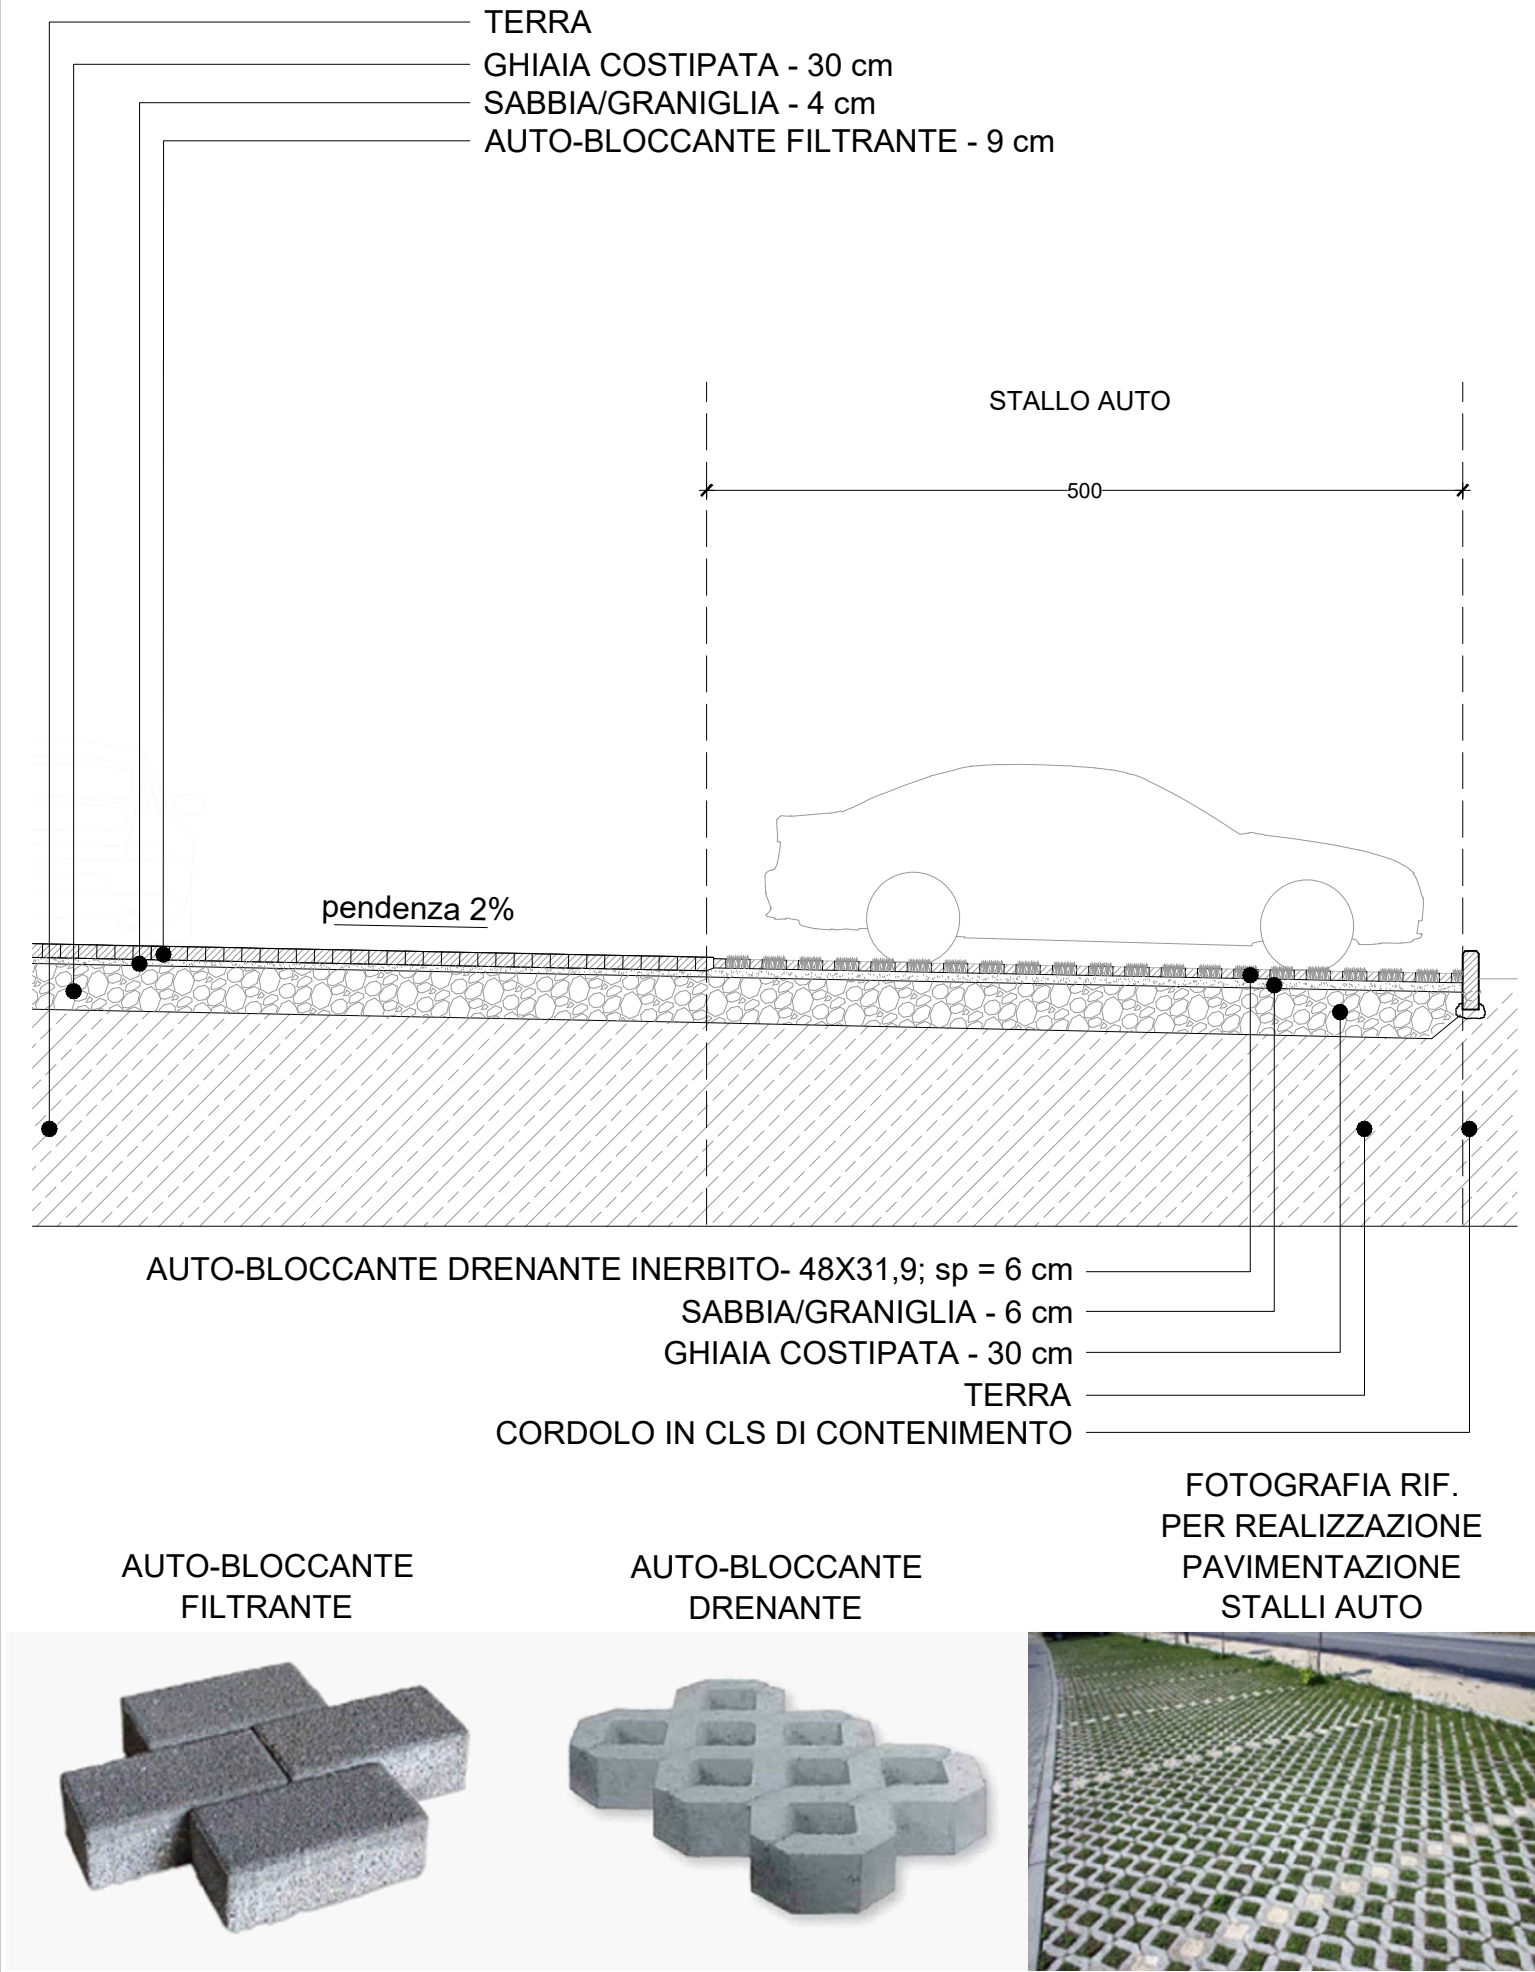 TERRA
GHIAIA COSTIPATA - 30 cm
SABBIA/GRANIGLIA - 4 cm
AUTO-BLOCCANTE FILTRANTE - 9 cm
STALLO AUTO
500
pendenza 2%
AUTO-BLOCCANTE DRENANTE INERBITO- 48X31,9; sp = 6 cm
SABBIA/GRANIGLIA - 6 cm
GHIAIA COSTIPATA - 30 cm
TERRA
CORDOLO IN CLS DI CONTENIMENTO
AUTO-BLOCCANTE
FILTRANTE
AUTO-BLOCCANTE
DRENANTE
FOTOGRAFIA RIF.
PER REALIZZAZIONE
PAVIMENTAZIONE
STALLI AUTO